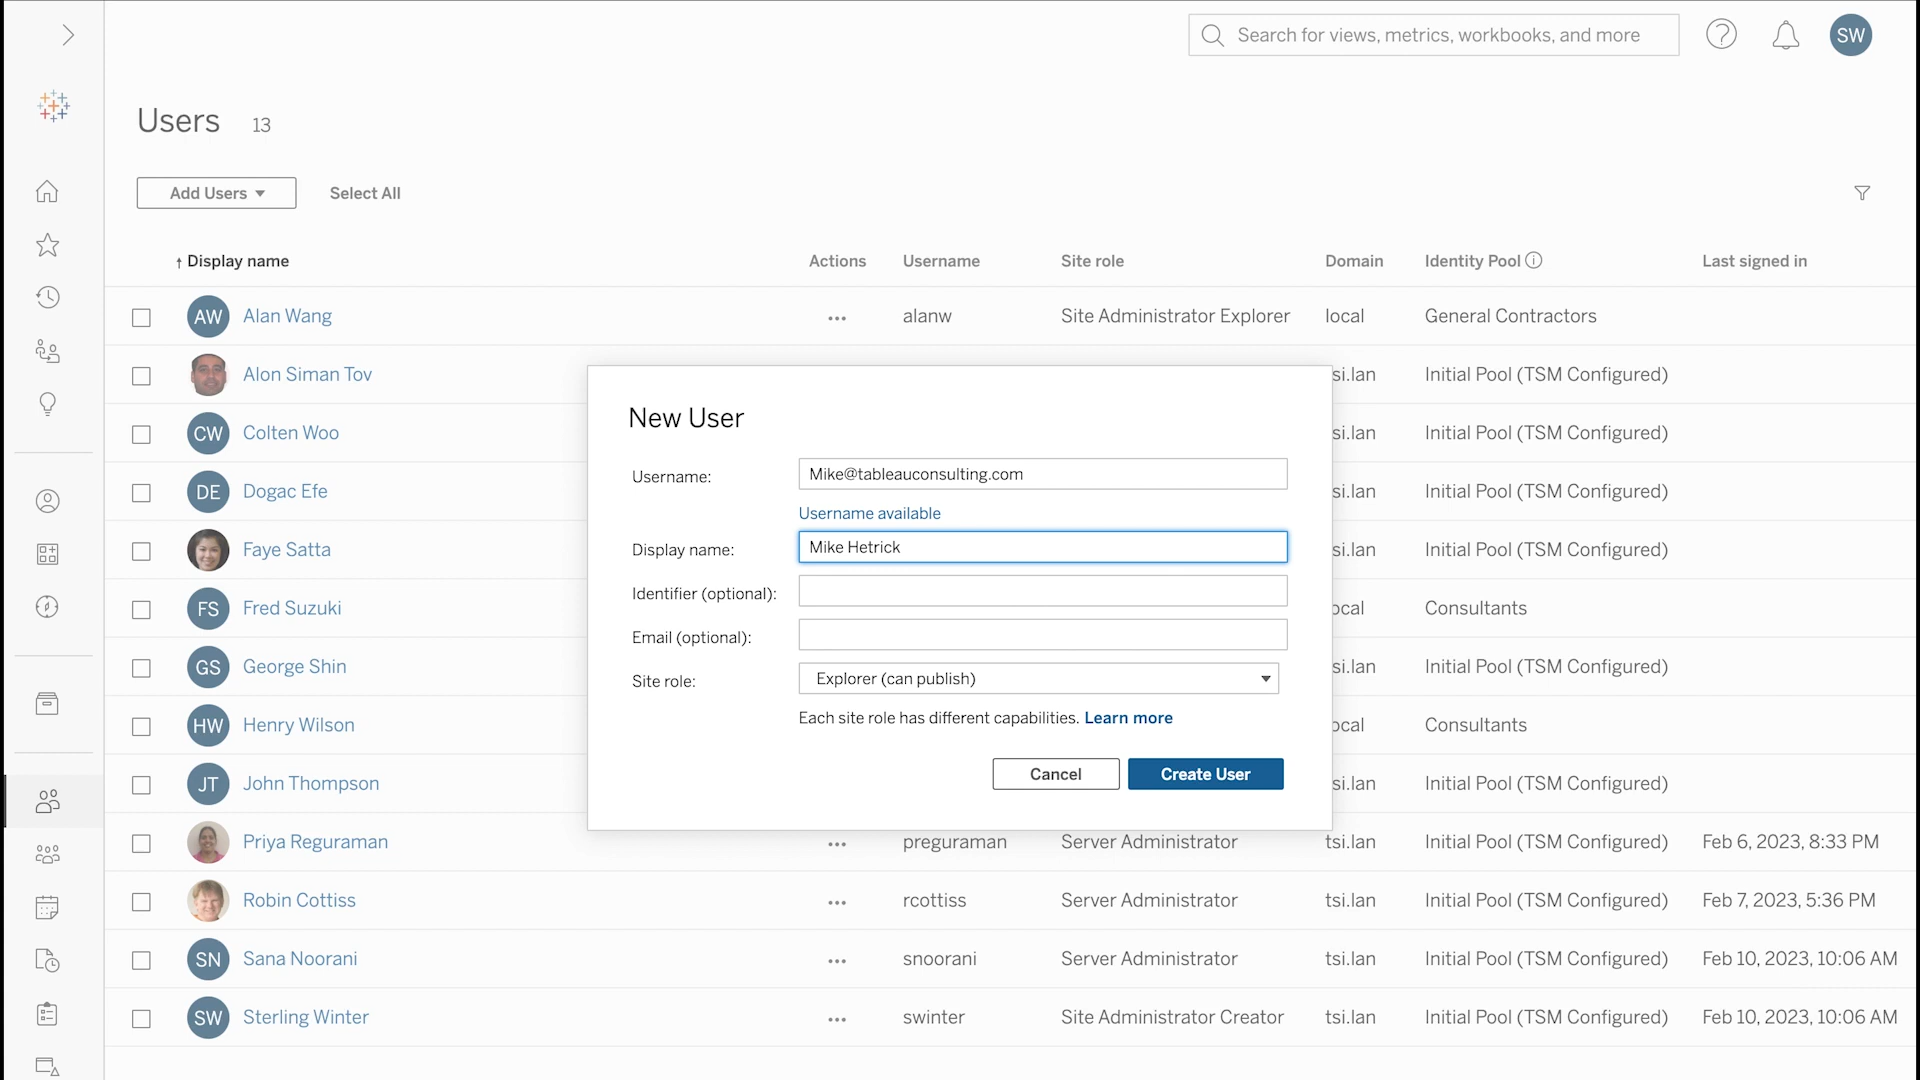 Search for views, metrics, workbooks, and more
SW
Users 13
Add Users Select All
Display name Actions Username Site role Domain Identity Pool Last signed in
AW Alan Wang alanw Site Administrator Explorer local General Contractors
Alon Siman Tov si.lan Initial Pool (TSM Configured)
CW Colten Woo si.lan Initial Pool (TSM Configured)
DE Dogac Efe si.lan Initial Pool (TSM Configured)
Faye Satta si.lan Initial Pool (TSM Configured)
FS Fred Suzuki ocal Consultants
GS George Shin si.lan Initial Pool (TSM Configured)
HW Henry Wilson ocal Consultants
JT John Thompson si.lan Initial Pool (TSM Configured)
Priya Reguraman preguraman Server Administrator tsi.lan Initial Pool (TSM Configured) Feb 6, 2023, 8:33 PM
Robin Cottiss rcottiss Server Administrator tsi.lan Initial Pool (TSM Configured) Feb 7, 2023, 5:36 PM
SN Sana Noorani snoorani Server Administrator tsi.lan Initial Pool (TSM Configured) Feb 10, 2023, 10:06 AM
SW Sterling Winter swinter Site Administrator Creator tsi.lan Initial Pool (TSM Configured) Feb 10, 2023, 10:06 AM
New User
Username: Mike@tableauconsulting.com
Username available
Display name: Mike Hetrick
Identifier (optional):
Email (optional):
Site role: Explorer (can publish)
Each site role has different capabilities. Learn more
Cancel Create User